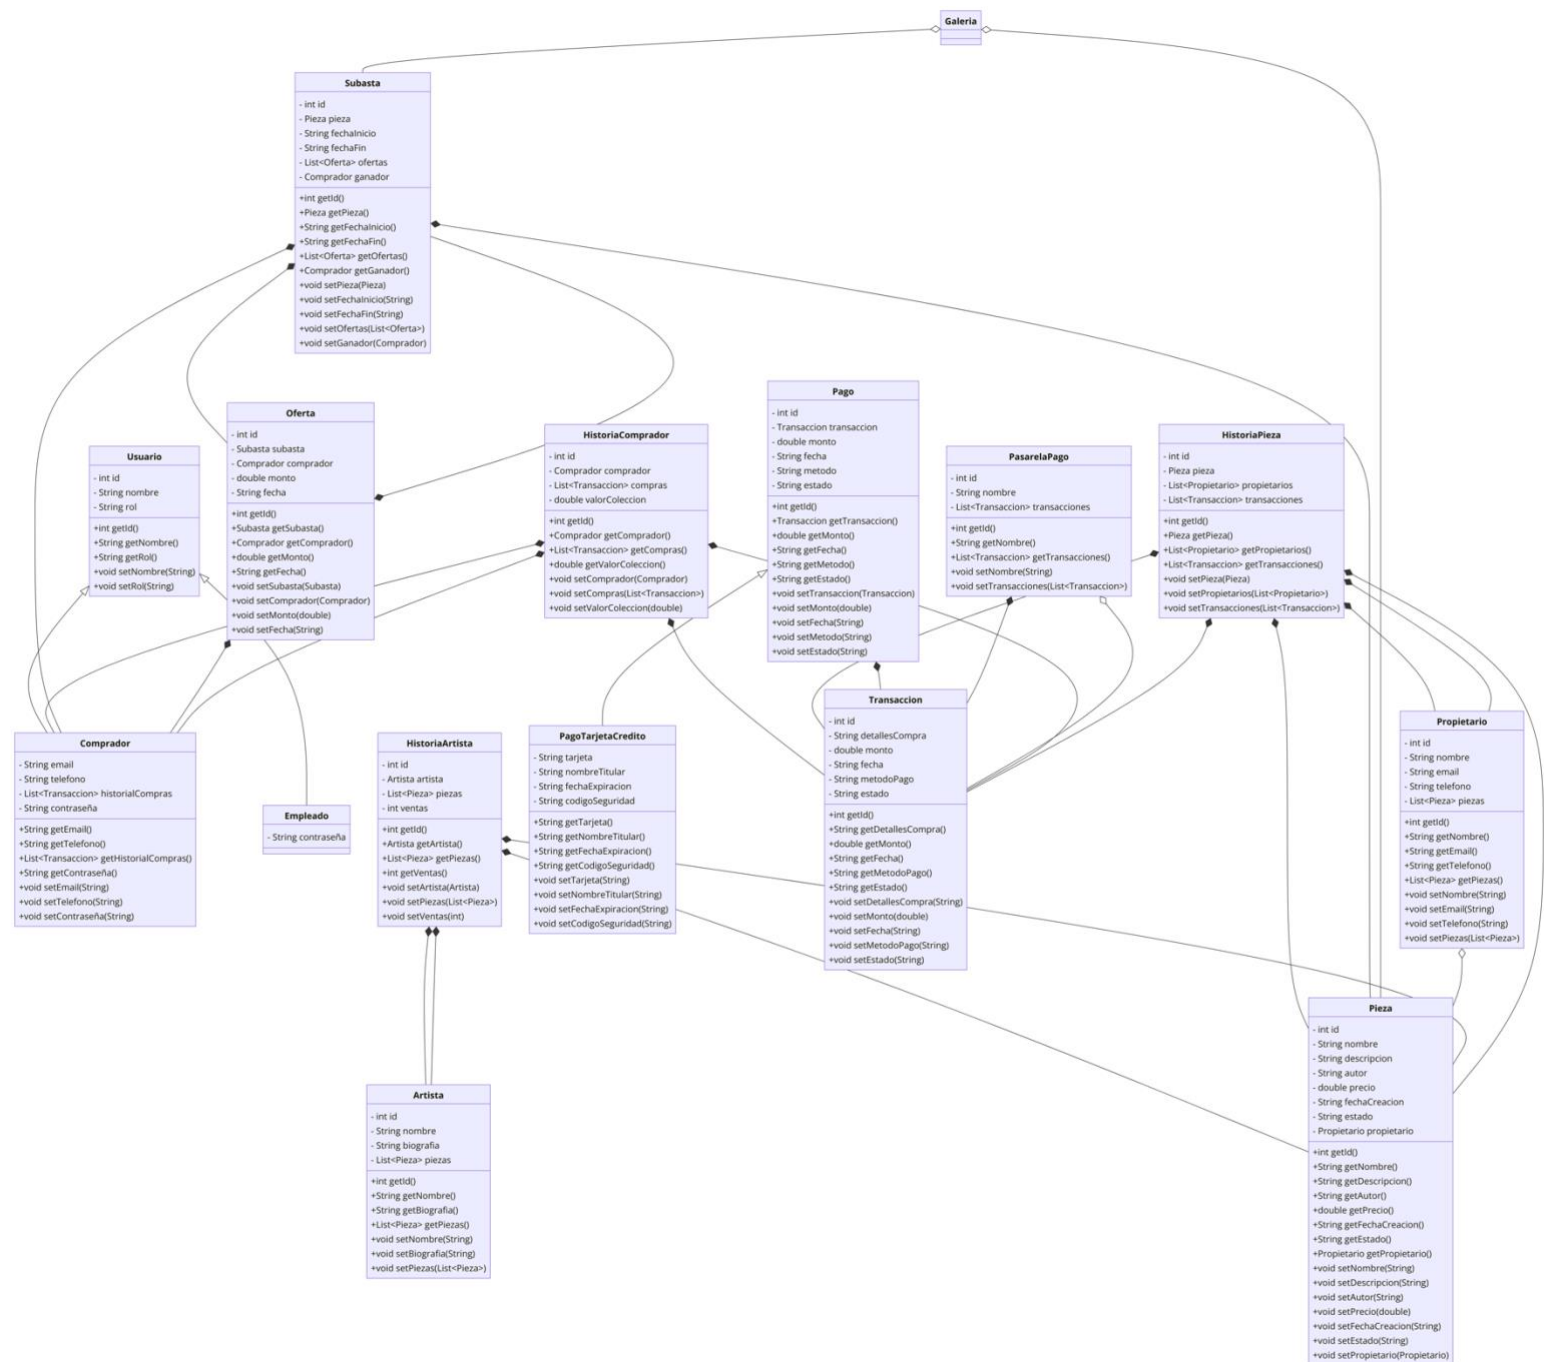 Galeria
Subasta
- int id
- Pieza pieza
- String fechaInicio
- String fechaFin
- List<Oferta> ofertas
- Comprador ganador
+int getId()
+Pieza getPieza()
+String getFechaInicio()
+String getFechaFin()
+List<Oferta> getOfertas()
+Comprador getGanador()
+void setPieza(Pieza)
+void setFechaInicio(String)
+void setFechaFin(String)
+void setOfertas(List<Oferta>)
+void setGanador(Comprador)
Usuario
- int id
- String nombre
- String rol
+int getId()
+String getNombre()
+String getRol()
+void setNombre(String)
+void setRol(String)
Oferta
- int id
- Subasta subasta
- Comprador comprador
- double monto
- String fecha
+int getId()
+Subasta getSubasta()
+Comprador getComprador()
+double getMonto()
+String getFecha()
+void setSubasta(Subasta)
+void setComprador(Comprador)
+void setMonto(double)
+void setFecha(String)
HistoriaComprador
- int id
- Comprador comprador
- List<Transaccion> compras
- double valorColeccion
+int getId()
+Comprador getComprador()
+List<Transaccion> getCompras()
+double getValorColeccion()
+void setComprador(Comprador)
+void setCompras(List<Transaccion>)
+void setValorColeccion(double)
Pago
- int id
- Transaccion transaccion
- double monto
- String fecha
- String metodo
- String estado
+int getId()
+Transaccion getTransaccion()
+double getMonto()
+String getFecha()
+String getMetodo()
+String getEstado()
+void setTransaccion(Transaccion)
+void setMonto(double)
+void setFecha(String)
+void setMetodo(String)
+void setEstado(String)
PasarelaPago
- int id
- String nombre
- List<Transaccion> transacciones
+int getId()
+String getNombre()
+List<Transaccion> getTransacciones()
+void setNombre(String)
+void setTransacciones(List<Transaccion>)
HistoriaPieza
- int id
- Pieza pieza
- List<Propietario> propietarios
- List<Transaccion> transacciones
+int getId()
+Pieza getPieza()
+List<Propietario> getPropietarios()
+List<Transaccion> getTransacciones()
+void setPieza(Pieza)
+void setPropietarios(List<Propietario>)
+void setTransacciones(List<Transaccion>)
Comprador
- String email
- String telefono
- List<Transaccion> historialCompras
- String contraseña
+String getEmail()
+String getTelefono()
+List<Transaccion> getHistorialCompras()
+String getContraseña()
+void setEmail(String)
+void setTelefono(String)
+void setContraseña(String)
Empleado
- String contraseña
HistoriaArtista
- int id
- Artista artista
- List<Pieza> piezas
- int ventas
+int getId()
+Artista getArtista()
+List<Pieza> getPiezas()
+int getVentas()
+void setArtista(Artista)
+void setPiezas(List<Pieza>)
+void setVentas(int)
PagoTarjetaCredito
- String tarjeta
- String nombreTitular
- String fechaExpiracion
- String codigoSeguridad
+String getTarjeta()
+String getNombreTitular()
+String getFechaExpiracion()
+String getCodigoSeguridad()
+void setTarjeta(String)
+void setNombreTitular(String)
+void setFechaExpiracion(String)
+void setCodigoSeguridad(String)
Transaccion
- int id
- String detallesCompra
- double monto
- String fecha
- String metodoPago
- String estado
+int getId()
+String getDetallesCompra()
+double getMonto()
+String getFecha()
+String getMetodoPago()
+String getEstado()
+void setDetallesCompra(String)
+void setMonto(double)
+void setFecha(String)
+void setMetodoPago(String)
+void setEstado(String)
Propietario
- int id
- String nombre
- String email
- String telefono
- List<Pieza> piezas
+int getId()
+String getNombre()
+String getEmail()
+String getTelefono()
+List<Pieza> getPiezas()
+void setNombre(String)
+void setEmail(String)
+void setTelefono(String)
+void setPiezas(List<Pieza>)
Artista
- int id
- String nombre
- String biografia
- List<Pieza> piezas
+int getId()
+String getNombre()
+String getBiografia()
+List<Pieza> getPiezas()
+void setNombre(String)
+void setBiografia(String)
+void setPiezas(List<Pieza>)
Pieza
- int id
- String nombre
- String descripcion
- String autor
- double precio
- String fechaCreacion
- String estado
- Propietario propietario
+int getId()
+String getNombre()
+String getDescripcion()
+String getAutor()
+double getPrecio()
+String getFechaCreacion()
+String getEstado()
+Propietario getPropietario()
+void setNombre(String)
+void setDescripcion(String)
+void setAutor(String)
+void setPrecio(double)
+void setFechaCreacion(String)
+void setEstado(String)
+void setPropietario(Propietario)